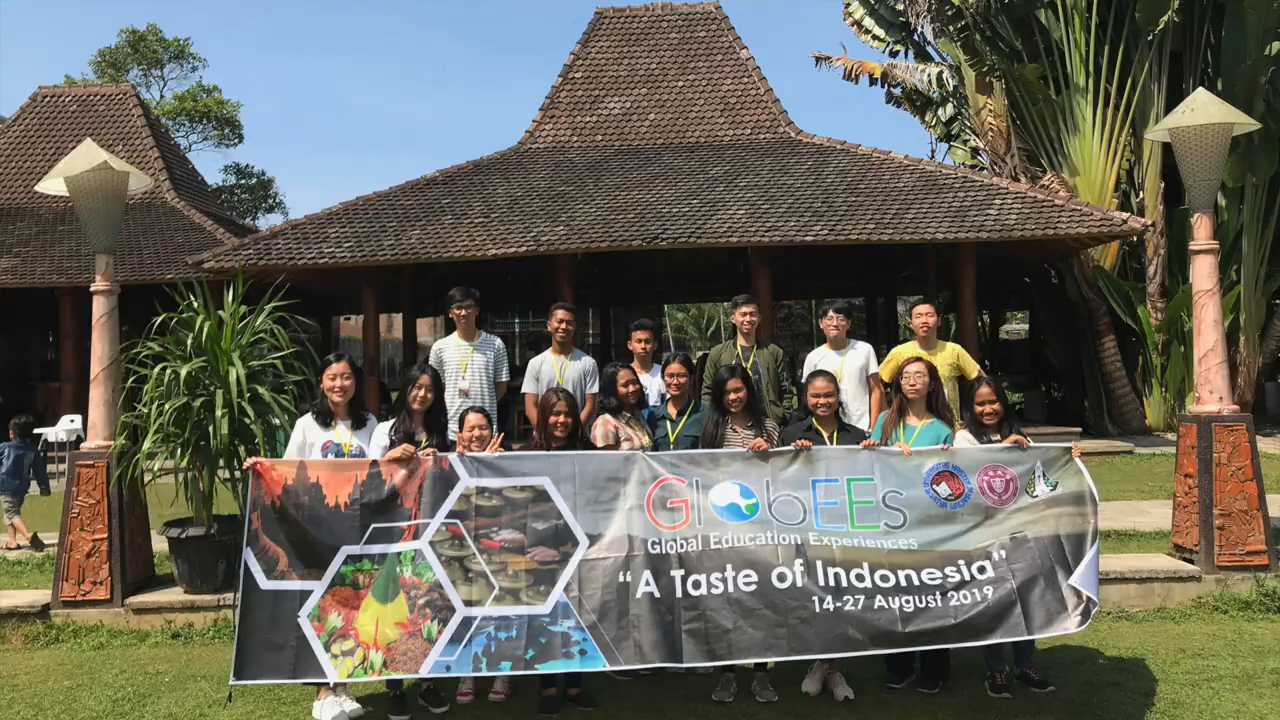 GlobEEs
Global Education Experiences
"A Taste of Indonesia"
14-27 August 2019